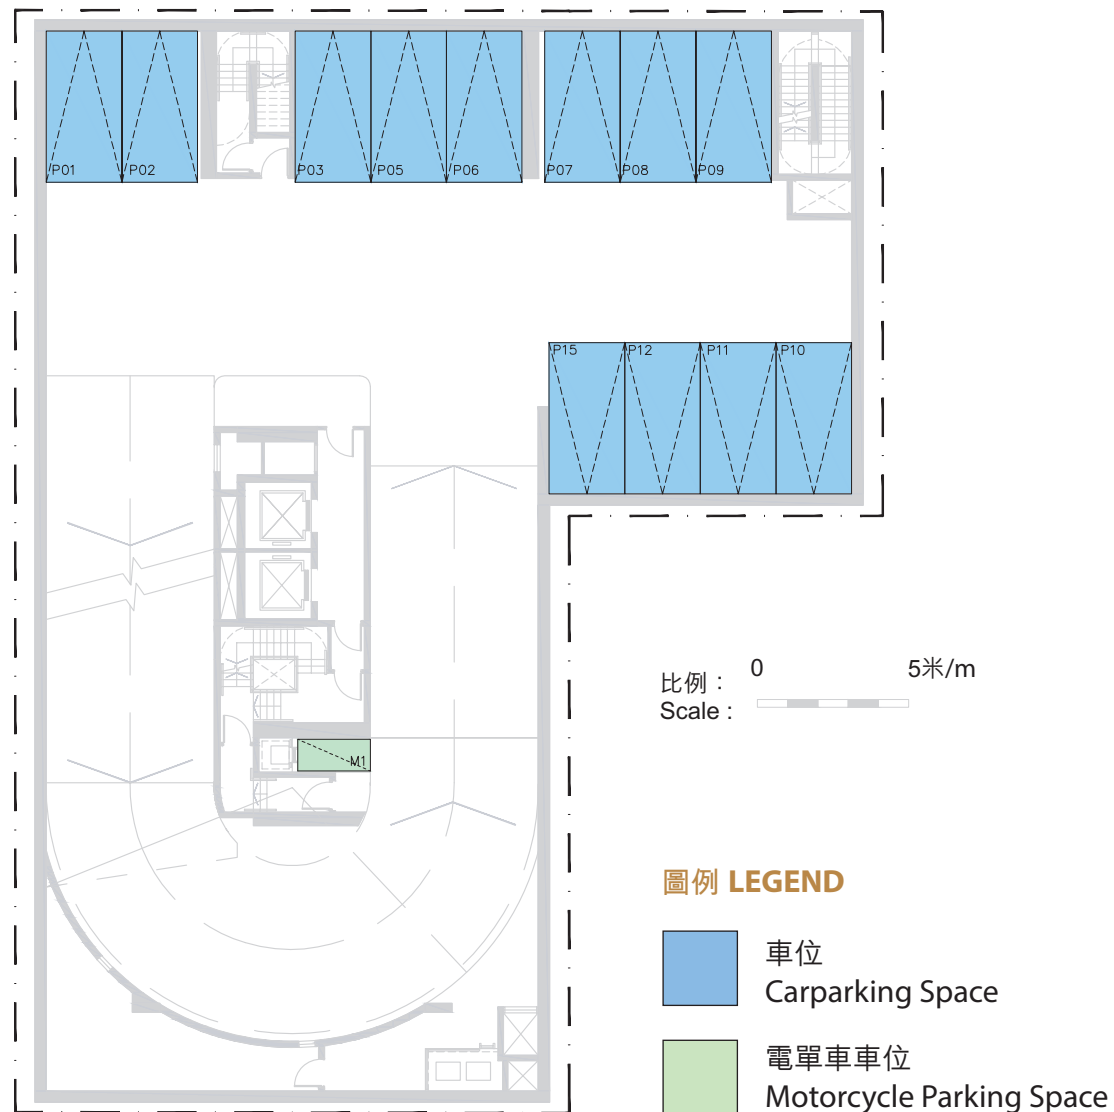 P01
P02
P03
P05
P06
P07
P08
P09
P15
P12
P11
P10
比例： 0 5米/m
Scale :
M1
圖例 LEGEND
車位
Carparking Space
電單車車位
Motorcycle Parking Space